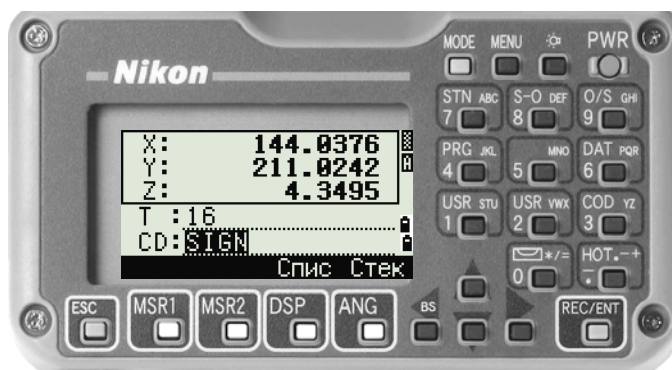 MODE MENU PWR
Nikon
STN ABC S-O DEF O/S GHI
7 8 9
X: 144.0376
Y: 211.0242
Z: 4.3495
T :16
CD:SIGN
Спис Стек
A
PRG JKL MNO DAT PQR
4 5 6
USR STU USR VWX COD YZ
1 2 3
*/= HOT.-+
0 .
ESC MSR1 MSR2 DSP ANG BS REC/ENT